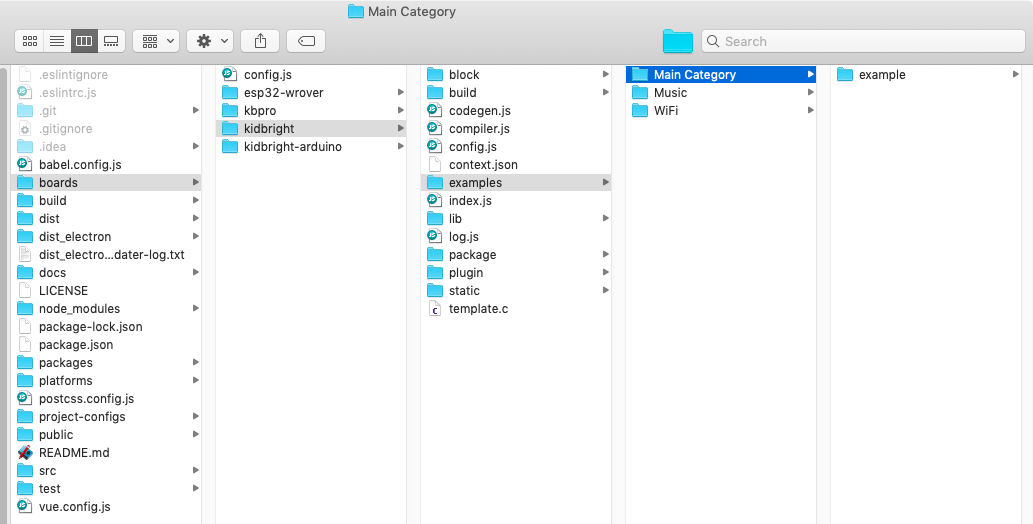 Main Category
Search
.eslintignore
.eslintrc.js
.git
.gitignore
.idea
babel.config.js
boards
build
dist
dist_electron
dist_electro...dater-log.txt
docs
LICENSE
node_modules
package-lock.json
package.json
packages
platforms
postcss.config.js
project-configs
public
README.md
src
test
vue.config.js
config.js
esp32-wrover
kbpro
kidbright
kidbright-arduino
block
build
codegen.js
compiler.js
config.js
context.json
examples
index.js
lib
log.js
package
plugin
static
template.c
Main Category
Music
WiFi
example